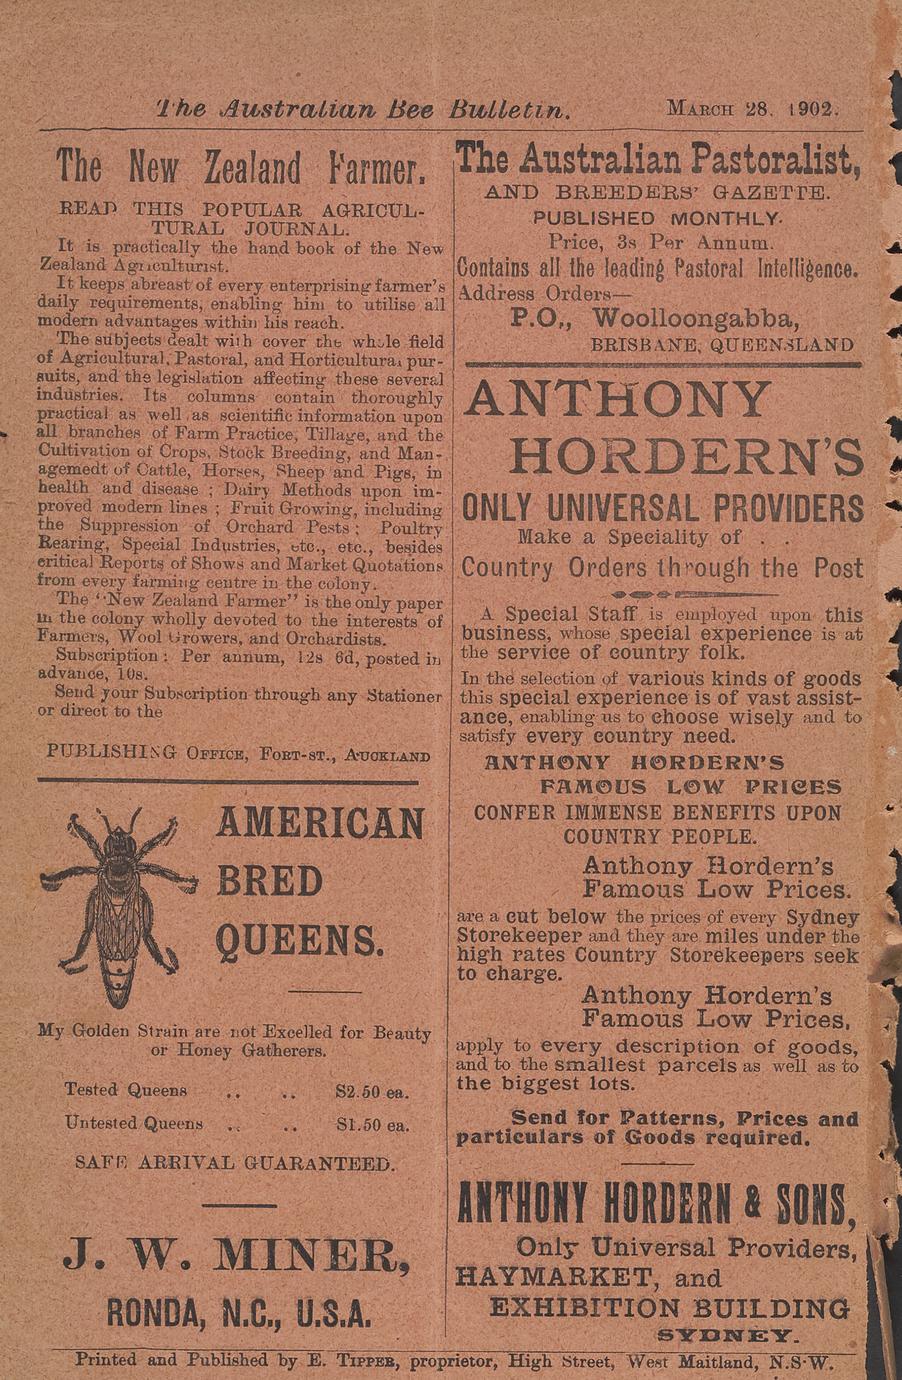 The Australian Bee Bulletin. MARCH 28. 1902.
The New Zealand Farmer.
READ THIS POPULAR AGRICUL-
TURAL JOURNAL.
It is practically the hand book of the New
Zealand Agriculturist.
It keeps abreast of every enterprising farmer's
daily requirements, enabling him to utilise all
modern advantages within his reach.
The subjects dealt with cover the whole field
of Agricultural, Pastoral, and Horticultural pur-
suits, and the legislation affecting these several
industries. Its columns contain thoroughly
practical as well as scientific information upon
all branches of Farm Practice, Tillage, and the
Cultivation of Crops, Stock Breeding, and Man-
agemedt of Cattle, Horses, Sheep and Pigs, in
health and disease ; Dairy Methods upon im-
proved modern lines ; Fruit Growing, including
the Suppression of Orchard Pests ; Poultry
Rearing, Special Industries, etc., etc., besides
critical Reports of Shows and Market Quotations
from every farming centre in the colony.
The "New Zealand Farmer" is the only paper
in the colony wholly devoted to the interests of
Farmers, Wool Growers, and Orchardists.
Subscription : Per annum, 12s 6d, posted in
advance, 10s.
Send your Subscription through any Stationer
or direct to the
PUBLISHING OFFICE, FORT-ST., AUCKLAND
AMERICAN
BRED
QUEENS.
My Golden Strain are not Excelled for Beauty
or Honey Gatherers.
Tested Queens .. .. $2.50 ea.
Untested Queens .. .. $1.50 ea.
SAFE ARRIVAL GUARANTEED.
J. W. MINER,
RONDA, N.C., U.S.A.
The Australian Pastoralist,
AND BREEDERS' GAZETTE.
PUBLISHED MONTHLY.
Price, 3s Per Annum.
Contains all the leading Pastoral Intelligence.
Address Orders—
P.O., Woolloongabba,
BRISBANE, QUEENSLAND
ANTHONY
HORDERN'S
ONLY UNIVERSAL PROVIDERS
Make a Speciality of . .
Country Orders through the Post
A Special Staff is employed upon this
business, whose special experience is at
the service of country folk.
In the selection of various kinds of goods
this special experience is of vast assist-
ance, enabling us to choose wisely and to
satisfy every country need.
ANTHONY HORDERN'S
FAMOUS LOW PRICES
CONFER IMMENSE BENEFITS UPON
COUNTRY PEOPLE.
Anthony Hordern's
Famous Low Prices.
are a cut below the prices of every Sydney
Storekeeper and they are miles under the
high rates Country Storekeepers seek
to charge.
Anthony Hordern's
Famous Low Prices,
apply to every description of goods,
and to the smallest parcels as well as to
the biggest lots.
Send for Patterns, Prices and
particulars of Goods required.
ANTHONY HORDERN & SONS,
Only Universal Providers,
HAYMARKET, and
EXHIBITION BUILDING
SYDNEY.
Printed and Published by E. TIPPER, proprietor, High Street, West Maitland, N.S.W.